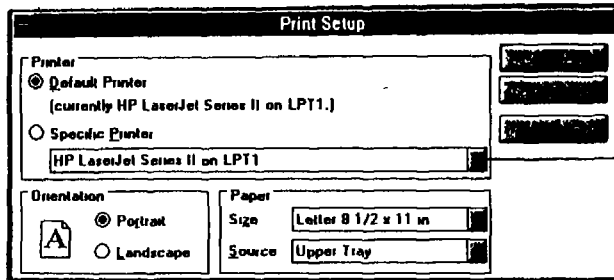 Print Setup
Printer
Default Printer
(currently HP LaserJet Series II on LPT1.)
Specific Printer
HP LaserJet Series II on LPT1
Orientation
A
Portrait
Landscape
Paper
Size Letter 8 1/2 x 11 in
Source Upper Tray